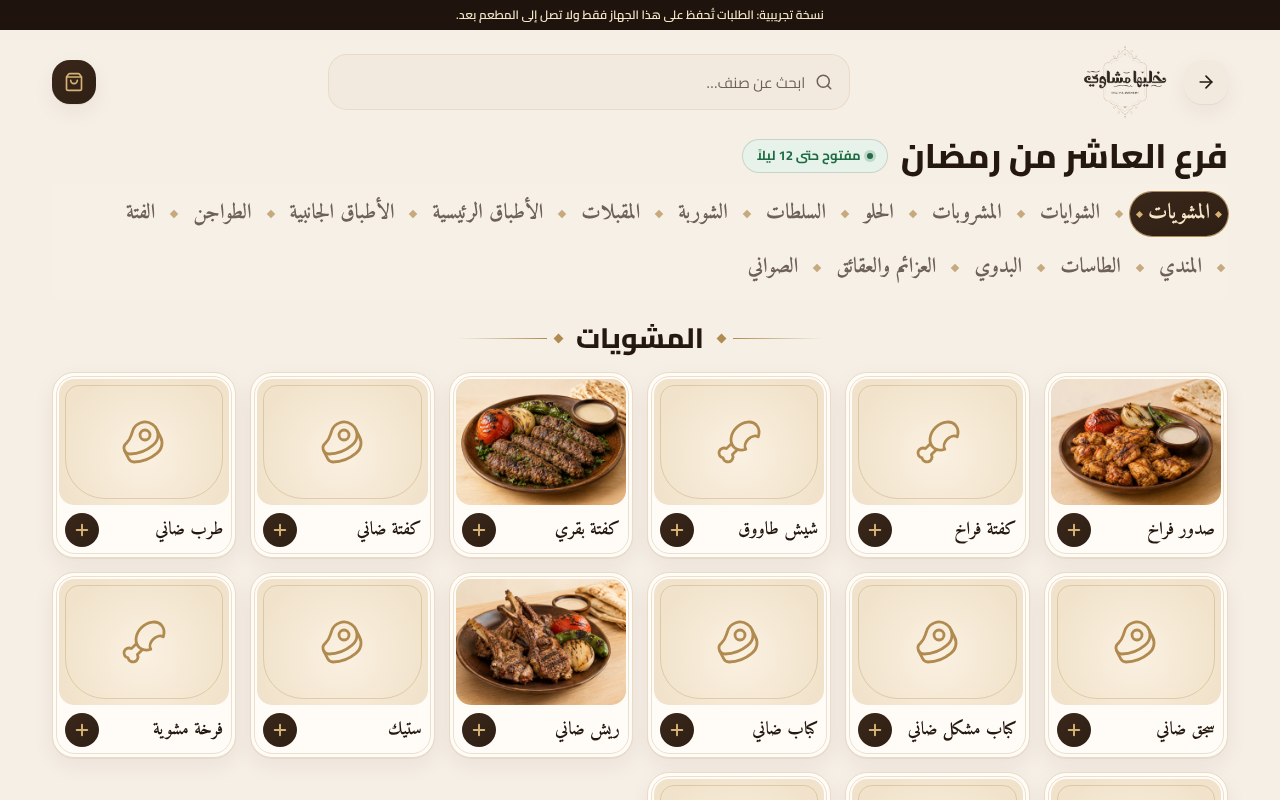 نسخة تجريبية: الطلبات تُحفظ على هذا الجهاز فقط ولا تصل إلى المطعم بعد.
خليها مشاوي
ابحث عن صنف...
فرع العاشر من رمضان
مفتوح حتى 12 ليلاً
المشويات
الشوايات
المشروبات
الحلو
السلطات
الشوربة
المقبلات
الأطباق الرئيسية
الأطباق الجانبية
الطواجن
الفتة
المندي
الطاسات
البدوي
العزائم والعقائق
الصواني
المشويات
صدور فراخ
كفتة فراخ
شيش طاووق
كفتة بقري
كفتة ضاني
طرب ضاني
سجق ضاني
كباب مشكل ضاني
كباب ضاني
ريش ضاني
ستيك
فرخة مشوية